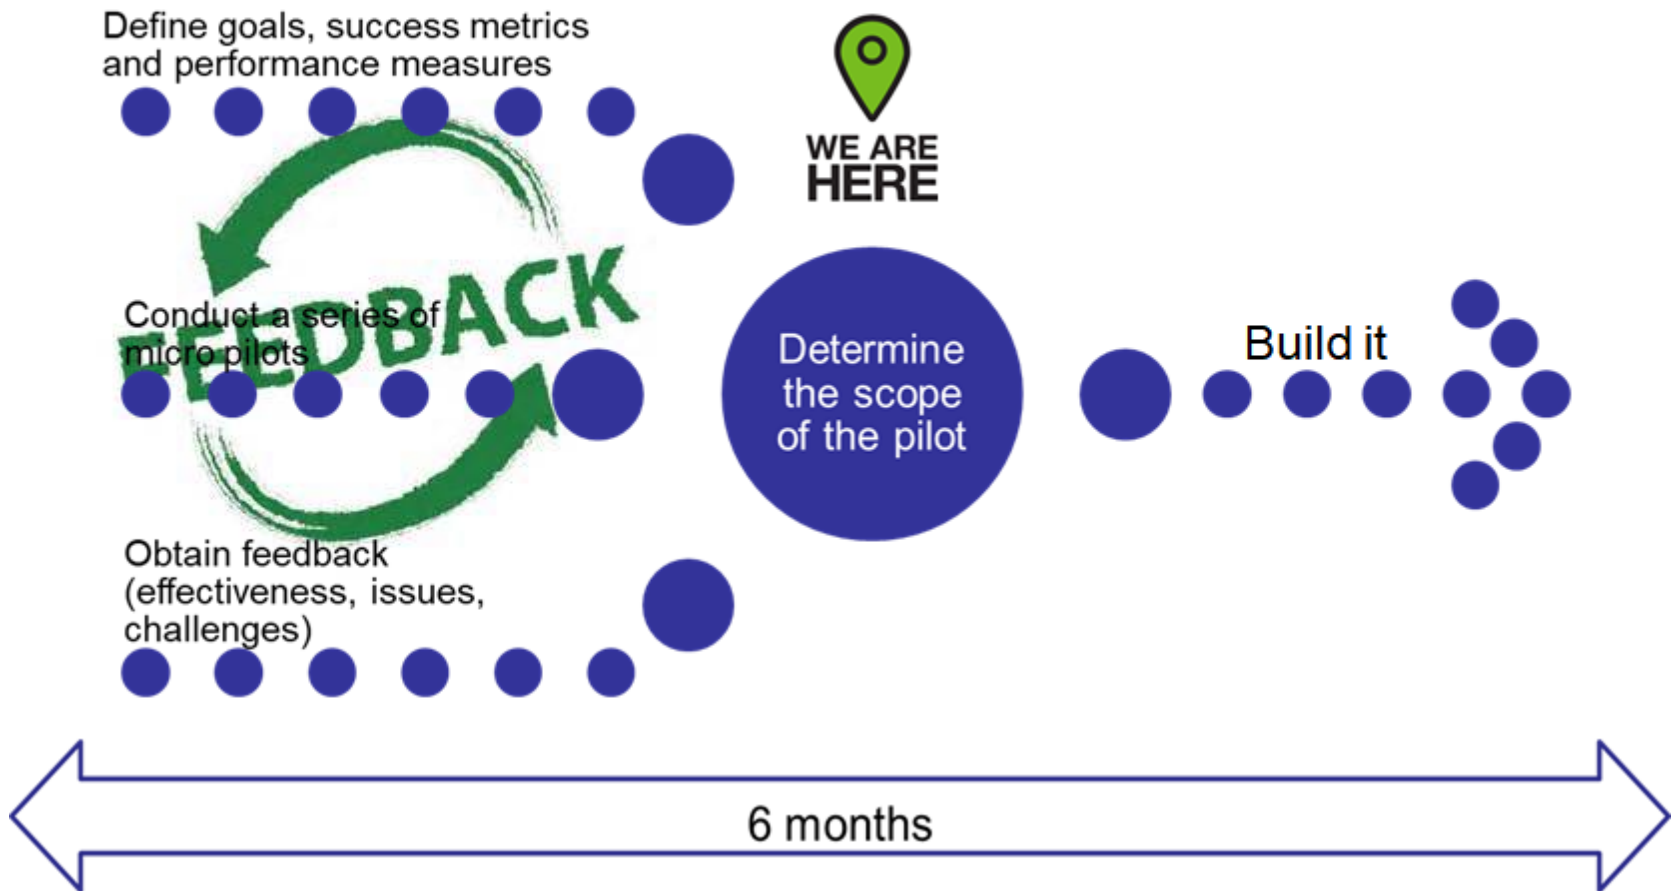 Define goals, success metrics
and performance measures
WE ARE
HERE
FEEDBACK
Conduct a series of
micro pilots
Determine
the scope
of the pilot
Build it
Obtain feedback
(effectiveness, issues,
challenges)
6 months